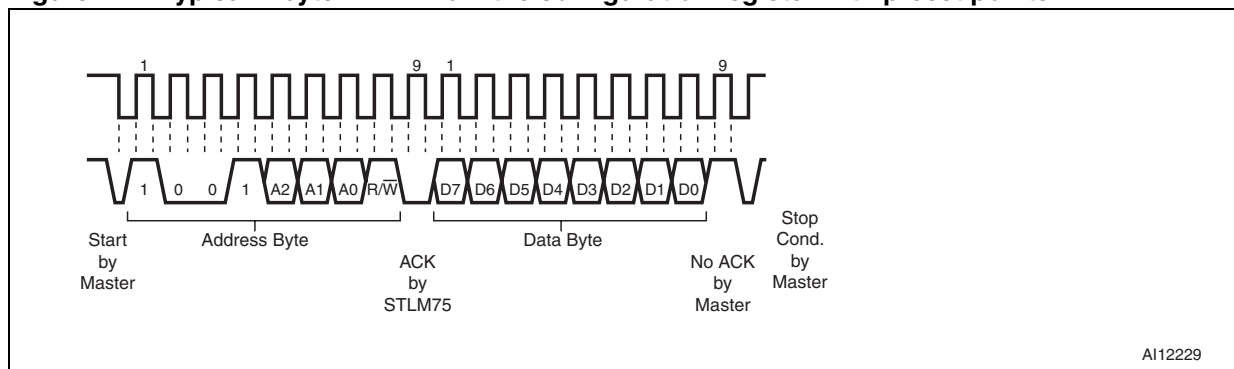 1 9 1 9
1 0 0 1 A2 A1 A0 R/W D7 D6 D5 D4 D3 D2 D1 D0
Start
by
Master
Address Byte
ACK
by
STLM75
Data Byte
No ACK
by
Master
Stop
Cond.
by
Master
AI12229